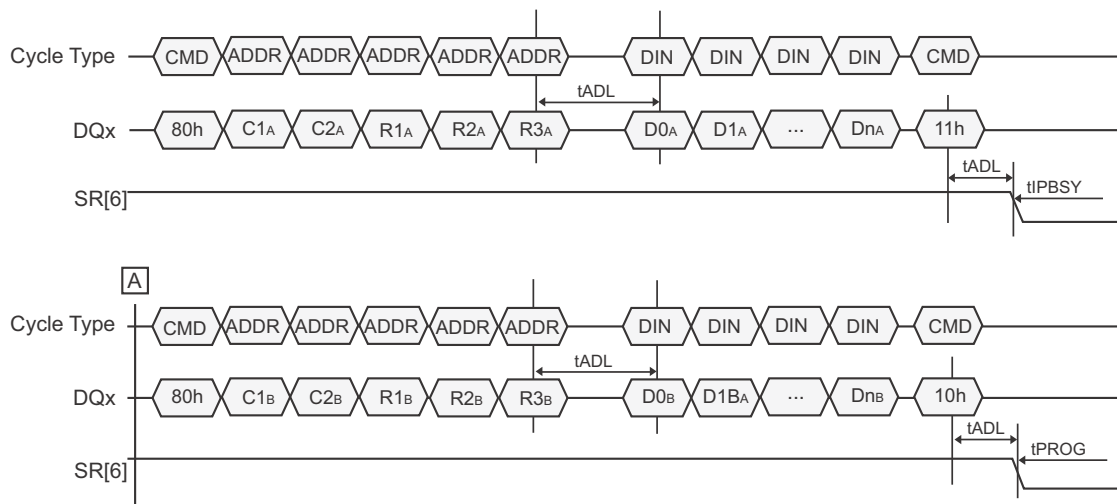 Cycle Type CMD ADDR ADDR ADDR ADDR ADDR DIN DIN DIN DIN CMD
tADL
DQx 80h C1A C2A R1A R2A R3A D0A D1A ... DnA 11h
tADL
tIPBSY
SR[6]
A
Cycle Type CMD ADDR ADDR ADDR ADDR ADDR DIN DIN DIN DIN CMD
tADL
DQx 80h C1B C2B R1B R2B R3B D0B D1BA ... DnB 10h
tADL
tPROG
SR[6]